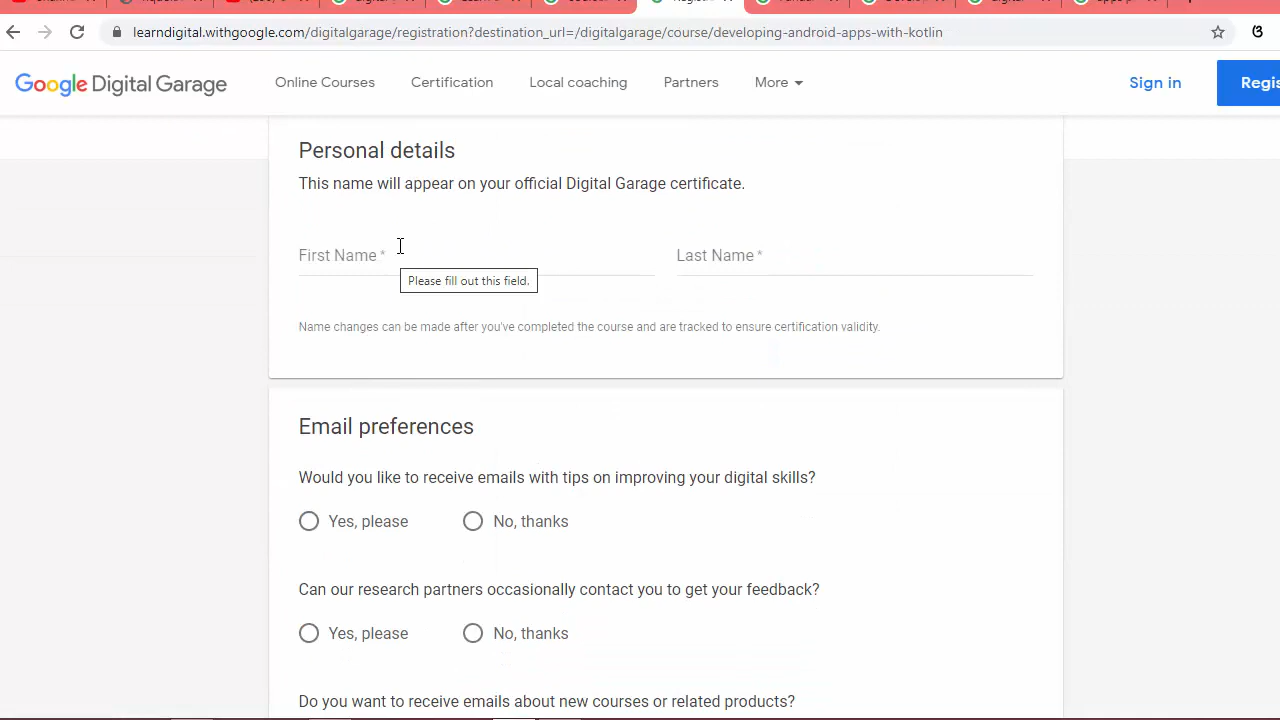 learndigital.withgoogle.com/digitalgarage/registration?destination_url=/digitalgarage/course/developing-android-apps-with-kotlin
Google Digital Garage
Online Courses
Certification
Local coaching
Partners
More
Sign in
Regis
Personal details
This name will appear on your official Digital Garage certificate.
First Name *
Last Name *
Please fill out this field.
Name changes can be made after you've completed the course and are tracked to ensure certification validity.
Email preferences
Would you like to receive emails with tips on improving your digital skills?
Yes, please
No, thanks
Can our research partners occasionally contact you to get your feedback?
Yes, please
No, thanks
Do you want to receive emails about new courses or related products?